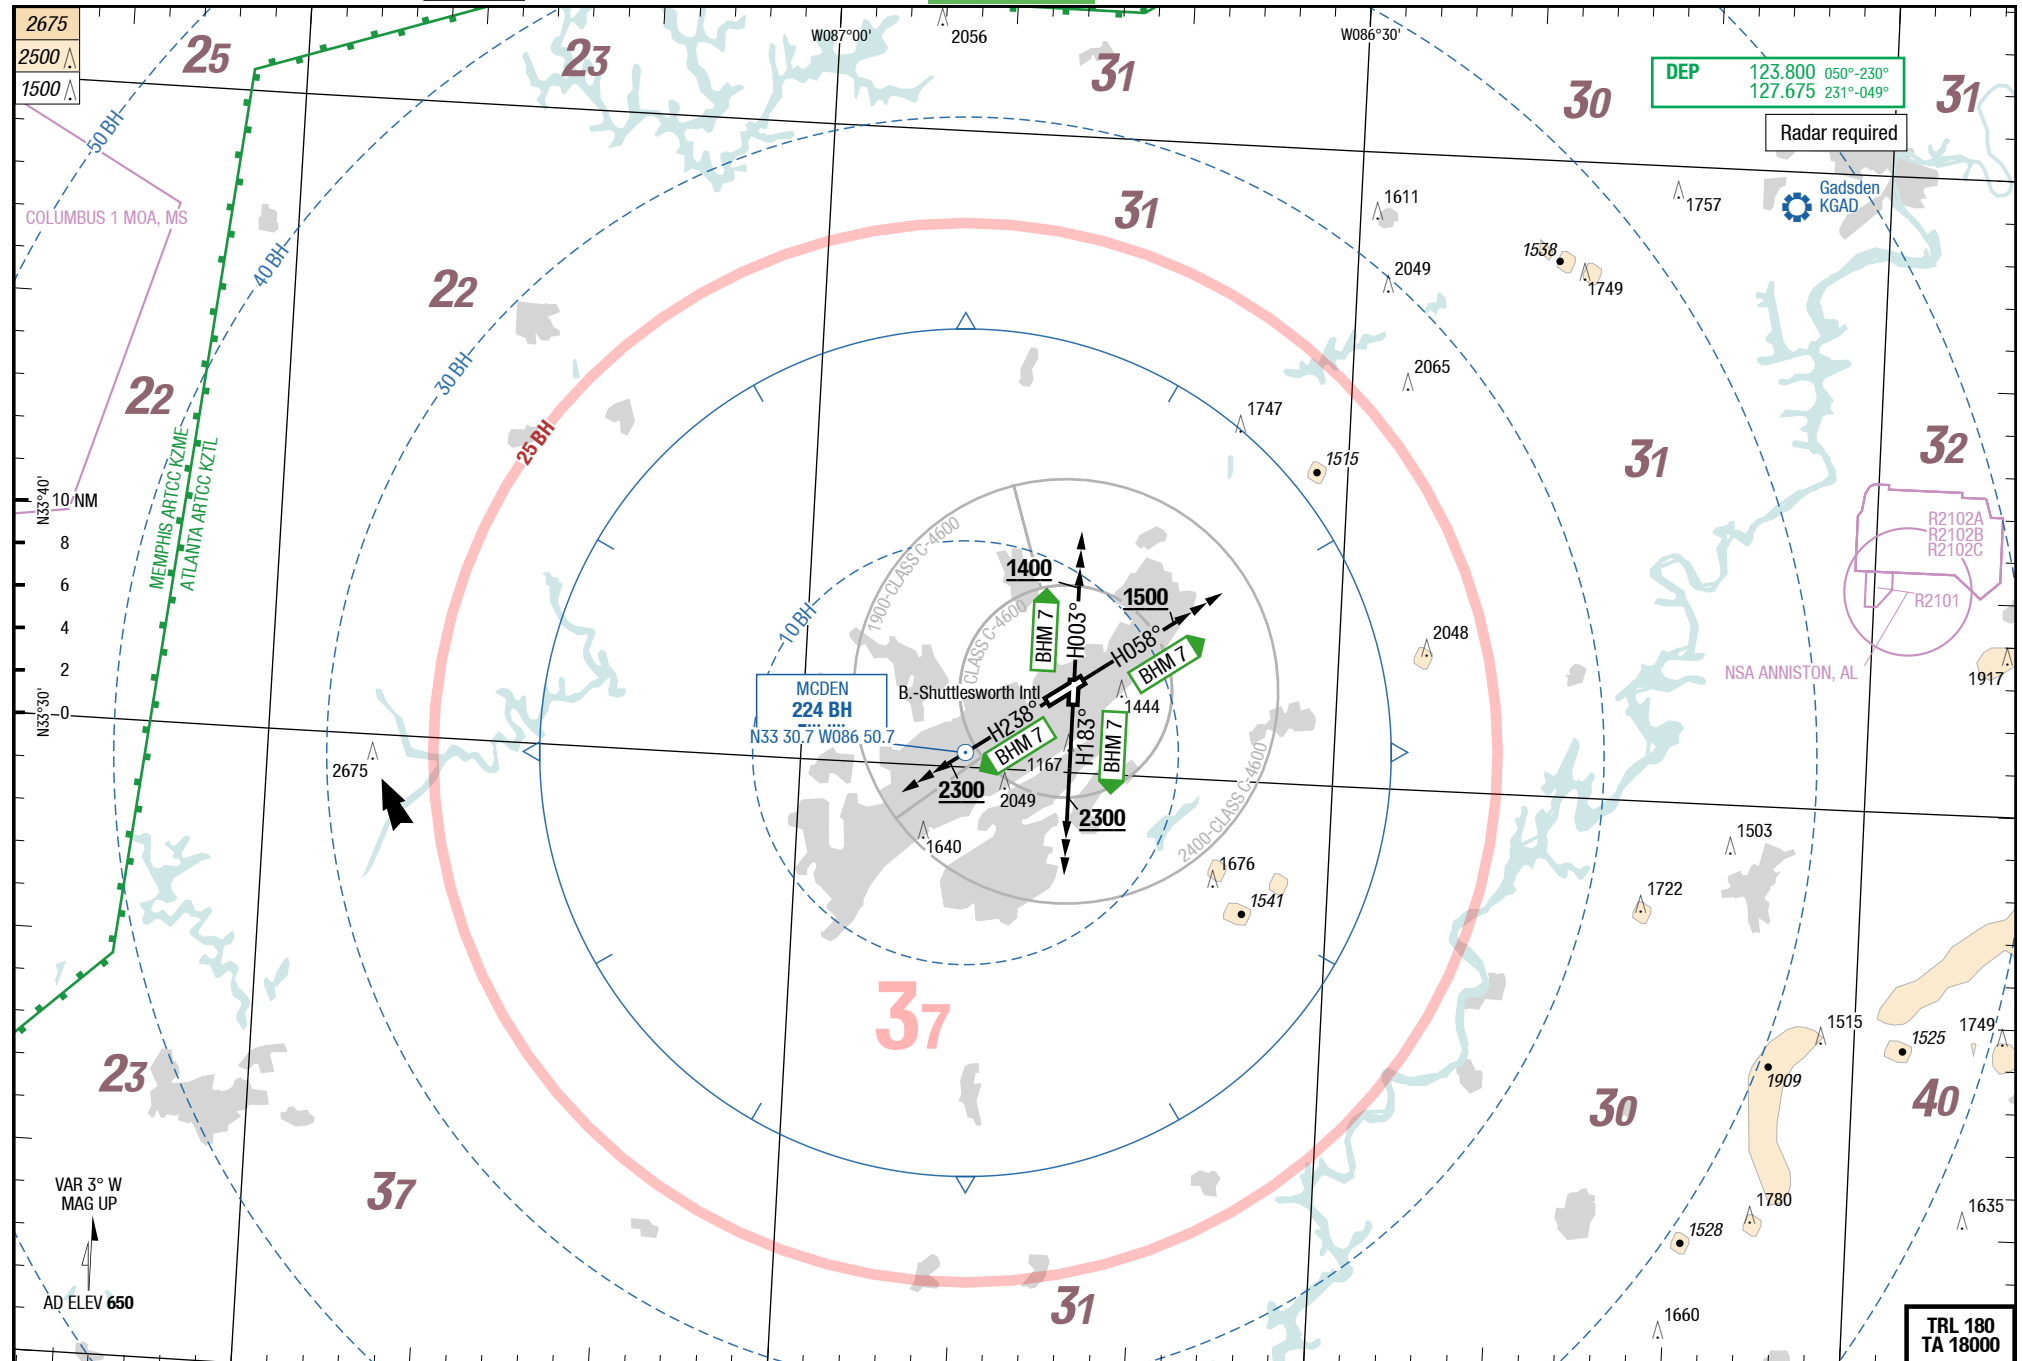 2675
2500
1500
25
23
2056
W087°00'
31
W086°30'
30
DEP 123.800 050°-230°
127.675 231°-049°
31
Radar required
50 BH
COLUMBUS 1 MOA, MS
40 BH
22
31
1611
1757
Gadsden
KGAD
2049
1538
1749
30 BH
22
2065
1747
25 BH
1515
31
32
MEMPHIS ARTCC KZME
ATLANTA ARTCC KZTL
N33°40'
10 NM
8
6
4
2
0
N33°30'
R2102A
R2102B
R2102C
R2101
NSA ANNISTON, AL
1917
1900-CLASS C-4600
CLASS C-4600
2400-CLASS C-4600
10 BH
1400
1500
H003°
H058°
BHM 7
BHM 7
2048
MCDEN
224 BH
N33 30.7 W086 50.7
B.-Shuttlesworth Intl
1444
H238°
H183°
BHM 7
BHM 7
1167
2300
2049
2300
2675
1640
1676
1541
1503
1722
37
1515
1525
1749
1909
23
30
40
37
VAR 3° W
MAG UP
AD ELEV 650
1780
1528
1635
31
1660
TRL 180
TA 18000